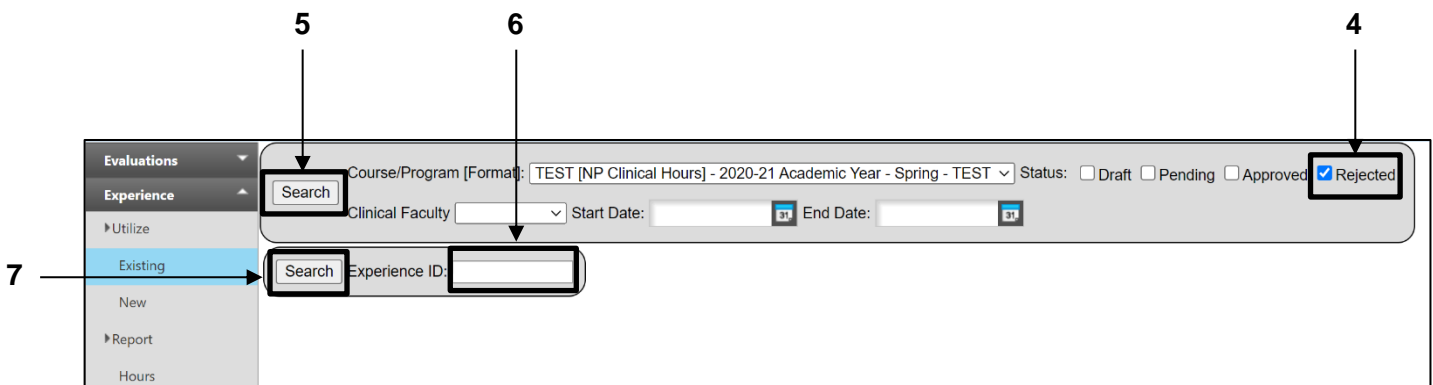 5 6 4
Evaluations
Experience
Utilize
Existing
New
Report
Hours
Search Course/Program [Format]: TEST [NP Clinical Hours] - 2020-21 Academic Year - Spring - TEST Status: Draft Pending Approved Rejected
Clinical Faculty Start Date: 31 End Date: 31
7
Search Experience ID: